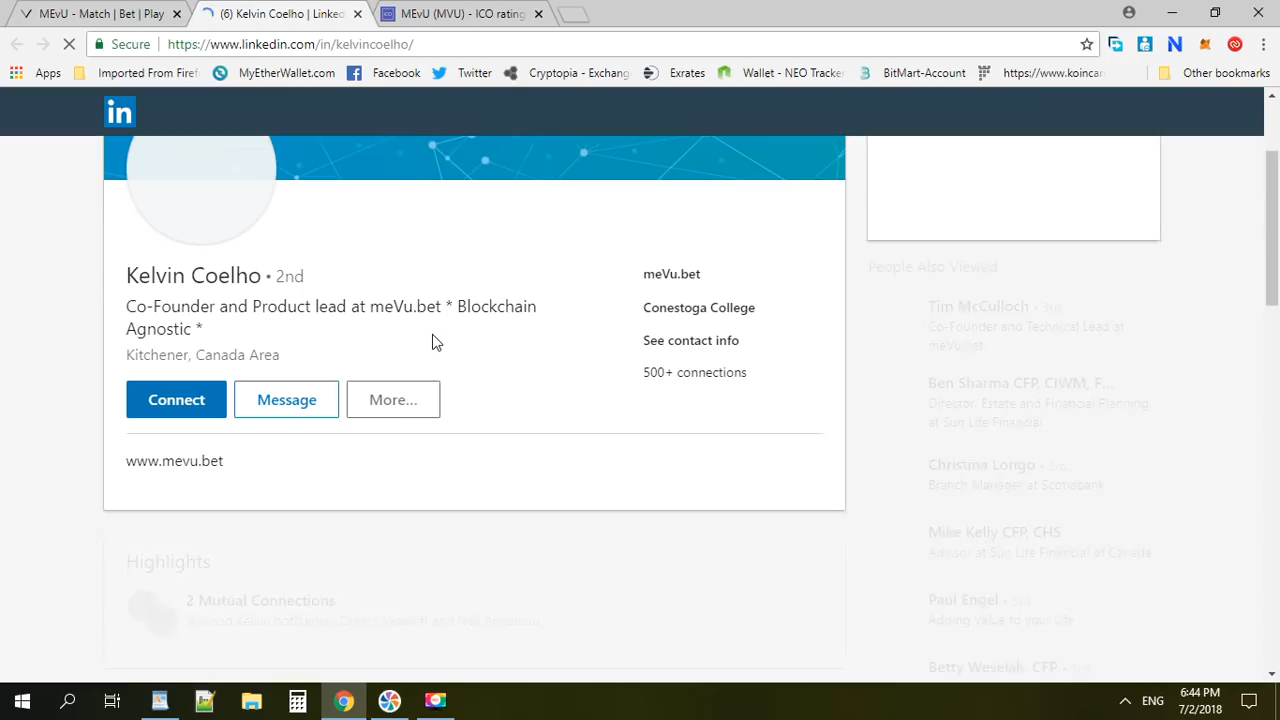 MEvU - Match | Bet | Play
(6) Kelvin Coelho | Linked
MEvU (MVU) - ICO rating
Secure
https://www.linkedin.com/in/kelvincoelho/
Apps
Imported From Firef
MyEtherWallet.com
Facebook
Twitter
Cryptopia - Exchang
Exrates
Wallet - NEO Tracke
BitMart-Account
https://www.koinex
Other bookmarks
in
Kelvin Coelho • 2nd
Co-Founder and Product lead at meVu.bet * Blockchain
Agnostic *
Kitchener, Canada Area
Connect
Message
More...
www.mevu.bet
meVu.bet
Conestoga College
See contact info
500+ connections
Highlights
2 Mutual Connections
People Also Viewed
Tim McCulloch • 3rd
Co-Founder and Technical Lead at
meVu.bet
Ben Sharma CFP, CIWM, F...
Director, Estate and Financial Planning
at Sun Life Financial
Christina Longo • 3rd
Branch Manager at Scotiabank
Mike Kelly CFP, CHS
Advisor at Sun Life Financial of Canada
Paul Engel • 3rd
Adding value to your life
Betty Weselak, CFP • 3rd
ENG
6:44 PM
7/2/2018